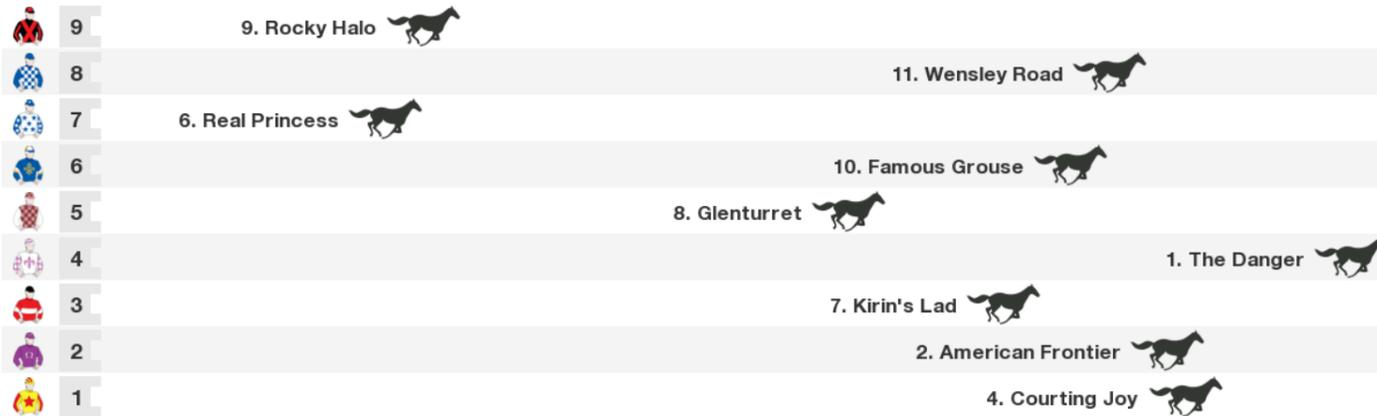 9 9. Rocky Halo
8 11. Wensley Road
7 6. Real Princess
6 10. Famous Grouse
5 8. Glenturret
4 1. The Danger
3 7. Kirin's Lad
2 2. American Frontier
1 4. Courting Joy